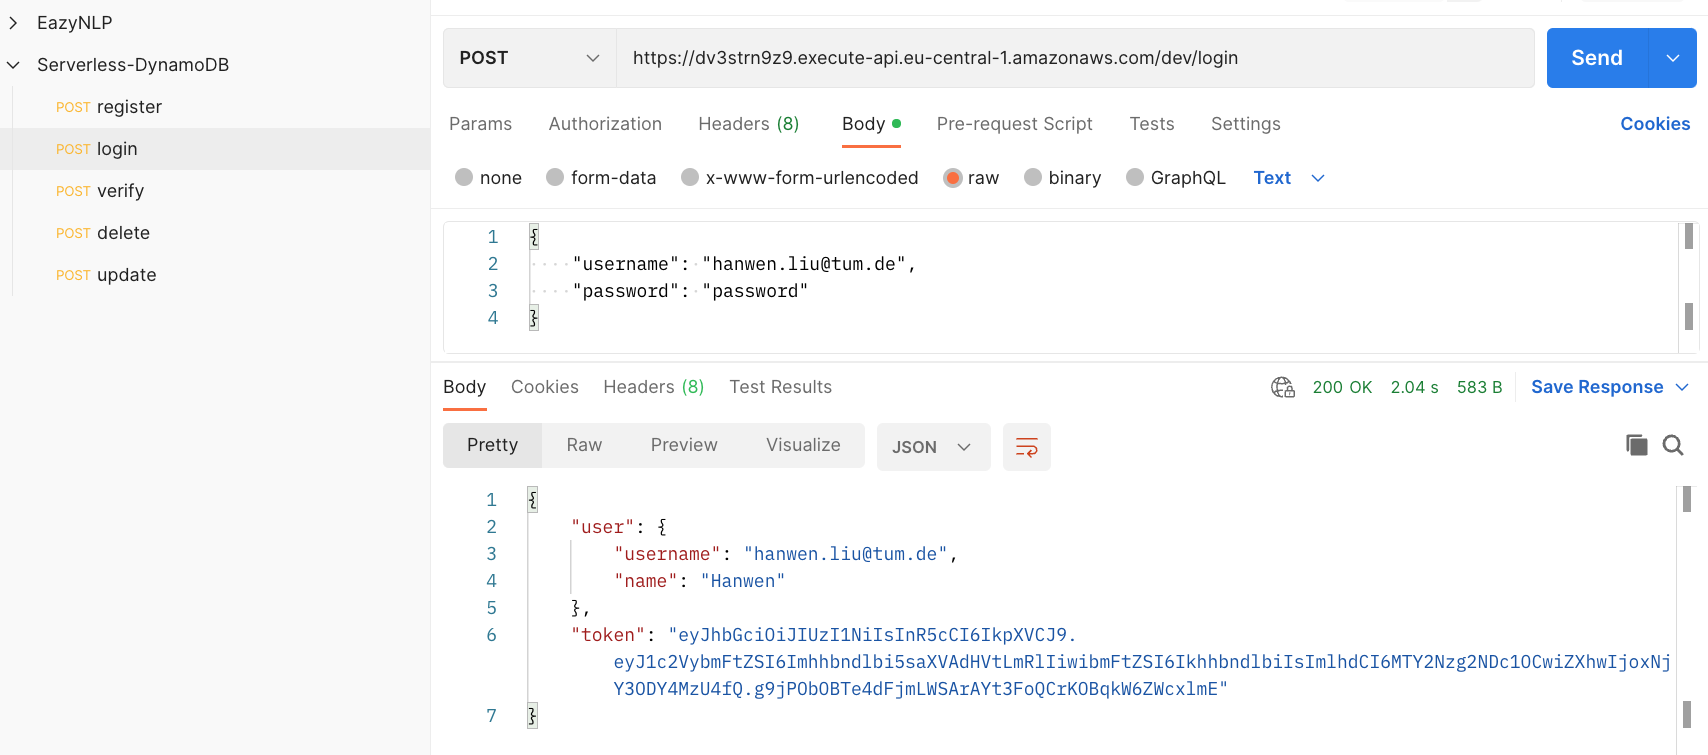 EazyNLP
Serverless-DynamoDB
POST register
POST login
POST verify
POST delete
POST update
POST https://dv3strn9z9.execute-api.eu-central-1.amazonaws.com/dev/login Send
Params Authorization Headers (8) Body Pre-request Script Tests Settings Cookies
none form-data x-www-form-urlencoded raw binary GraphQL Text
1 {
2 "username": "hanwen.liu@tum.de",
3 "password": "password"
4 }
Body Cookies Headers (8) Test Results 200 OK 2.04 s 583 B Save Response
Pretty Raw Preview Visualize JSON
1 {
2 "user": {
3 "username": "hanwen.liu@tum.de",
4 "name": "Hanwen"
5 },
6 "token": "eyJhbGciOiJIUzI1NiIsInR5cCI6IkpXVCJ9.
eyJ1c2VybmFtZSI6Imhhbndlbi5saXVAdHVtLmRlIiwibmFtZSI6IkhhbndlbiIsImlhdCI6MTY2Nzg2NDc1OCwiZXhwIjoxNj
Y3ODY4MzU4fQ.g9jPObOBTe4dFjmLWSArAYt3FoQCrKOBqkW6ZWcxlmE"
7 }